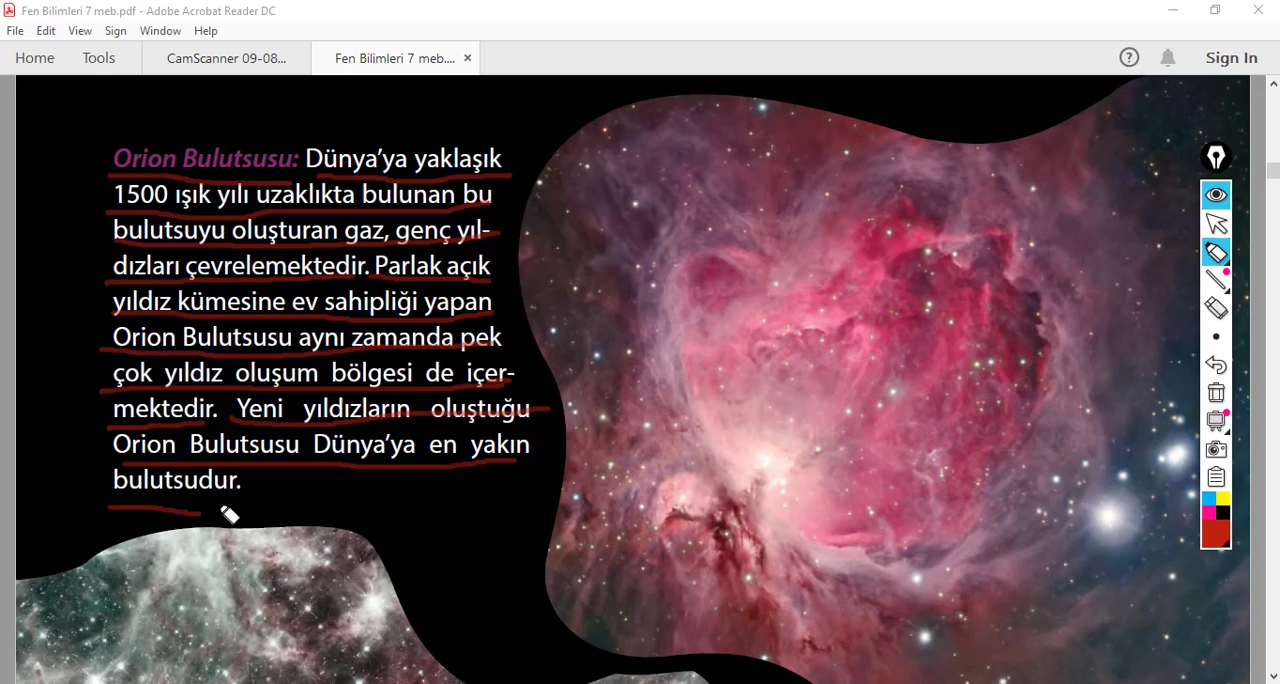 Fen Bilimleri 7 meb.pdf - Adobe Acrobat Reader DC
File Edit View Sign Window Help
Home Tools CamScanner 09-08... Fen Bilimleri 7 meb.... × ? Sign In
Orion Bulutsusu: Dünya’ya yaklaşık
1500 ışık yılı uzaklıkta bulunan bu
bulutsuyu oluşturan gaz, genç yıl-
dızları çevrelemektedir. Parlak açık
yıldız kümesine ev sahipliği yapan
Orion Bulutsusu aynı zamanda pek
çok yıldız oluşum bölgesi de içer-
mektedir. Yeni yıldızların oluştuğu
Orion Bulutsusu Dünya’ya en yakın
bulutsudur.